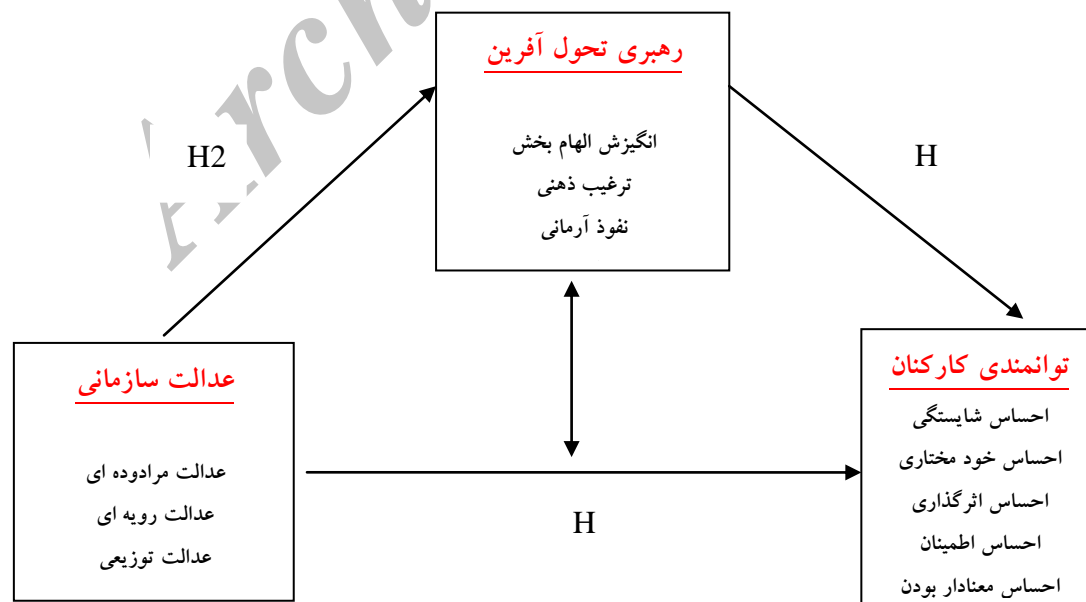 رهبری تحول آفرین
انگیزش الهام بخش
ترغیب ذهنی
نفوذ آرمانی
H2
H
عدالت سازمانی
عدالت مرادوده ای
عدالت رویه ای
عدالت توزیعی
H
توانمندی کارکنان
احساس شایستگی
احساس خود مختاری
احساس اثرگذاری
احساس اطمینان
احساس معنادار بودن